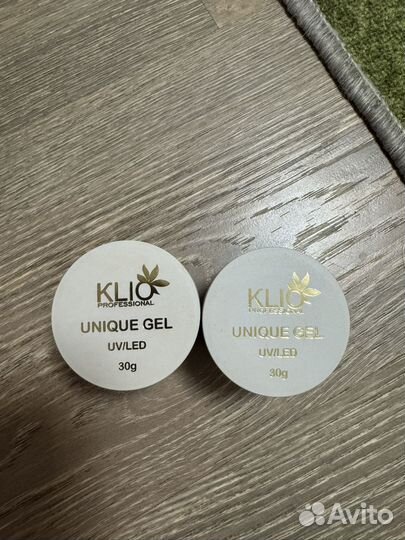 KLIO
PROFESSIONAL
UNIQUE GEL
UV/LED
30g
KLIO
PROFESSIONAL
UNIQUE GEL
UV/LED
30g
Avito